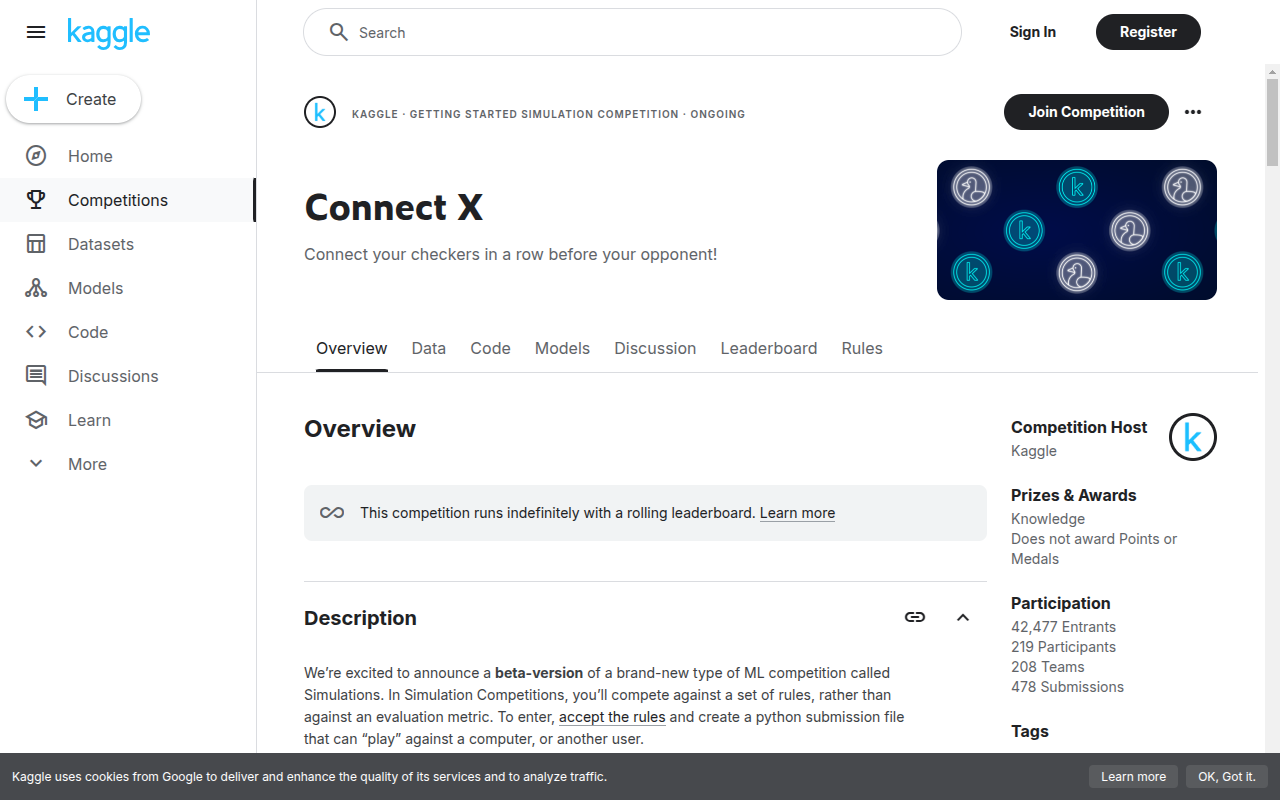 kaggle
Search
Sign In
Register
Create
Home
Competitions
Datasets
Models
Code
Discussions
Learn
More
k
KAGGLE · GETTING STARTED SIMULATION COMPETITION · ONGOING
Join Competition
Connect X
Connect your checkers in a row before your opponent!
k
k
k
k
Overview
Data
Code
Models
Discussion
Leaderboard
Rules
Overview
This competition runs indefinitely with a rolling leaderboard. Learn more
Description
We’re excited to announce a beta-version of a brand-new type of ML competition called
Simulations. In Simulation Competitions, you’ll compete against a set of rules, rather than
against an evaluation metric. To enter, accept the rules and create a python submission file
that can “play” against a computer, or another user.
Competition Host
Kaggle
k
Prizes & Awards
Knowledge
Does not award Points or
Medals
Participation
42,477 Entrants
219 Participants
208 Teams
478 Submissions
Tags
Kaggle uses cookies from Google to deliver and enhance the quality of its services and to analyze traffic.
Learn more
OK, Got it.